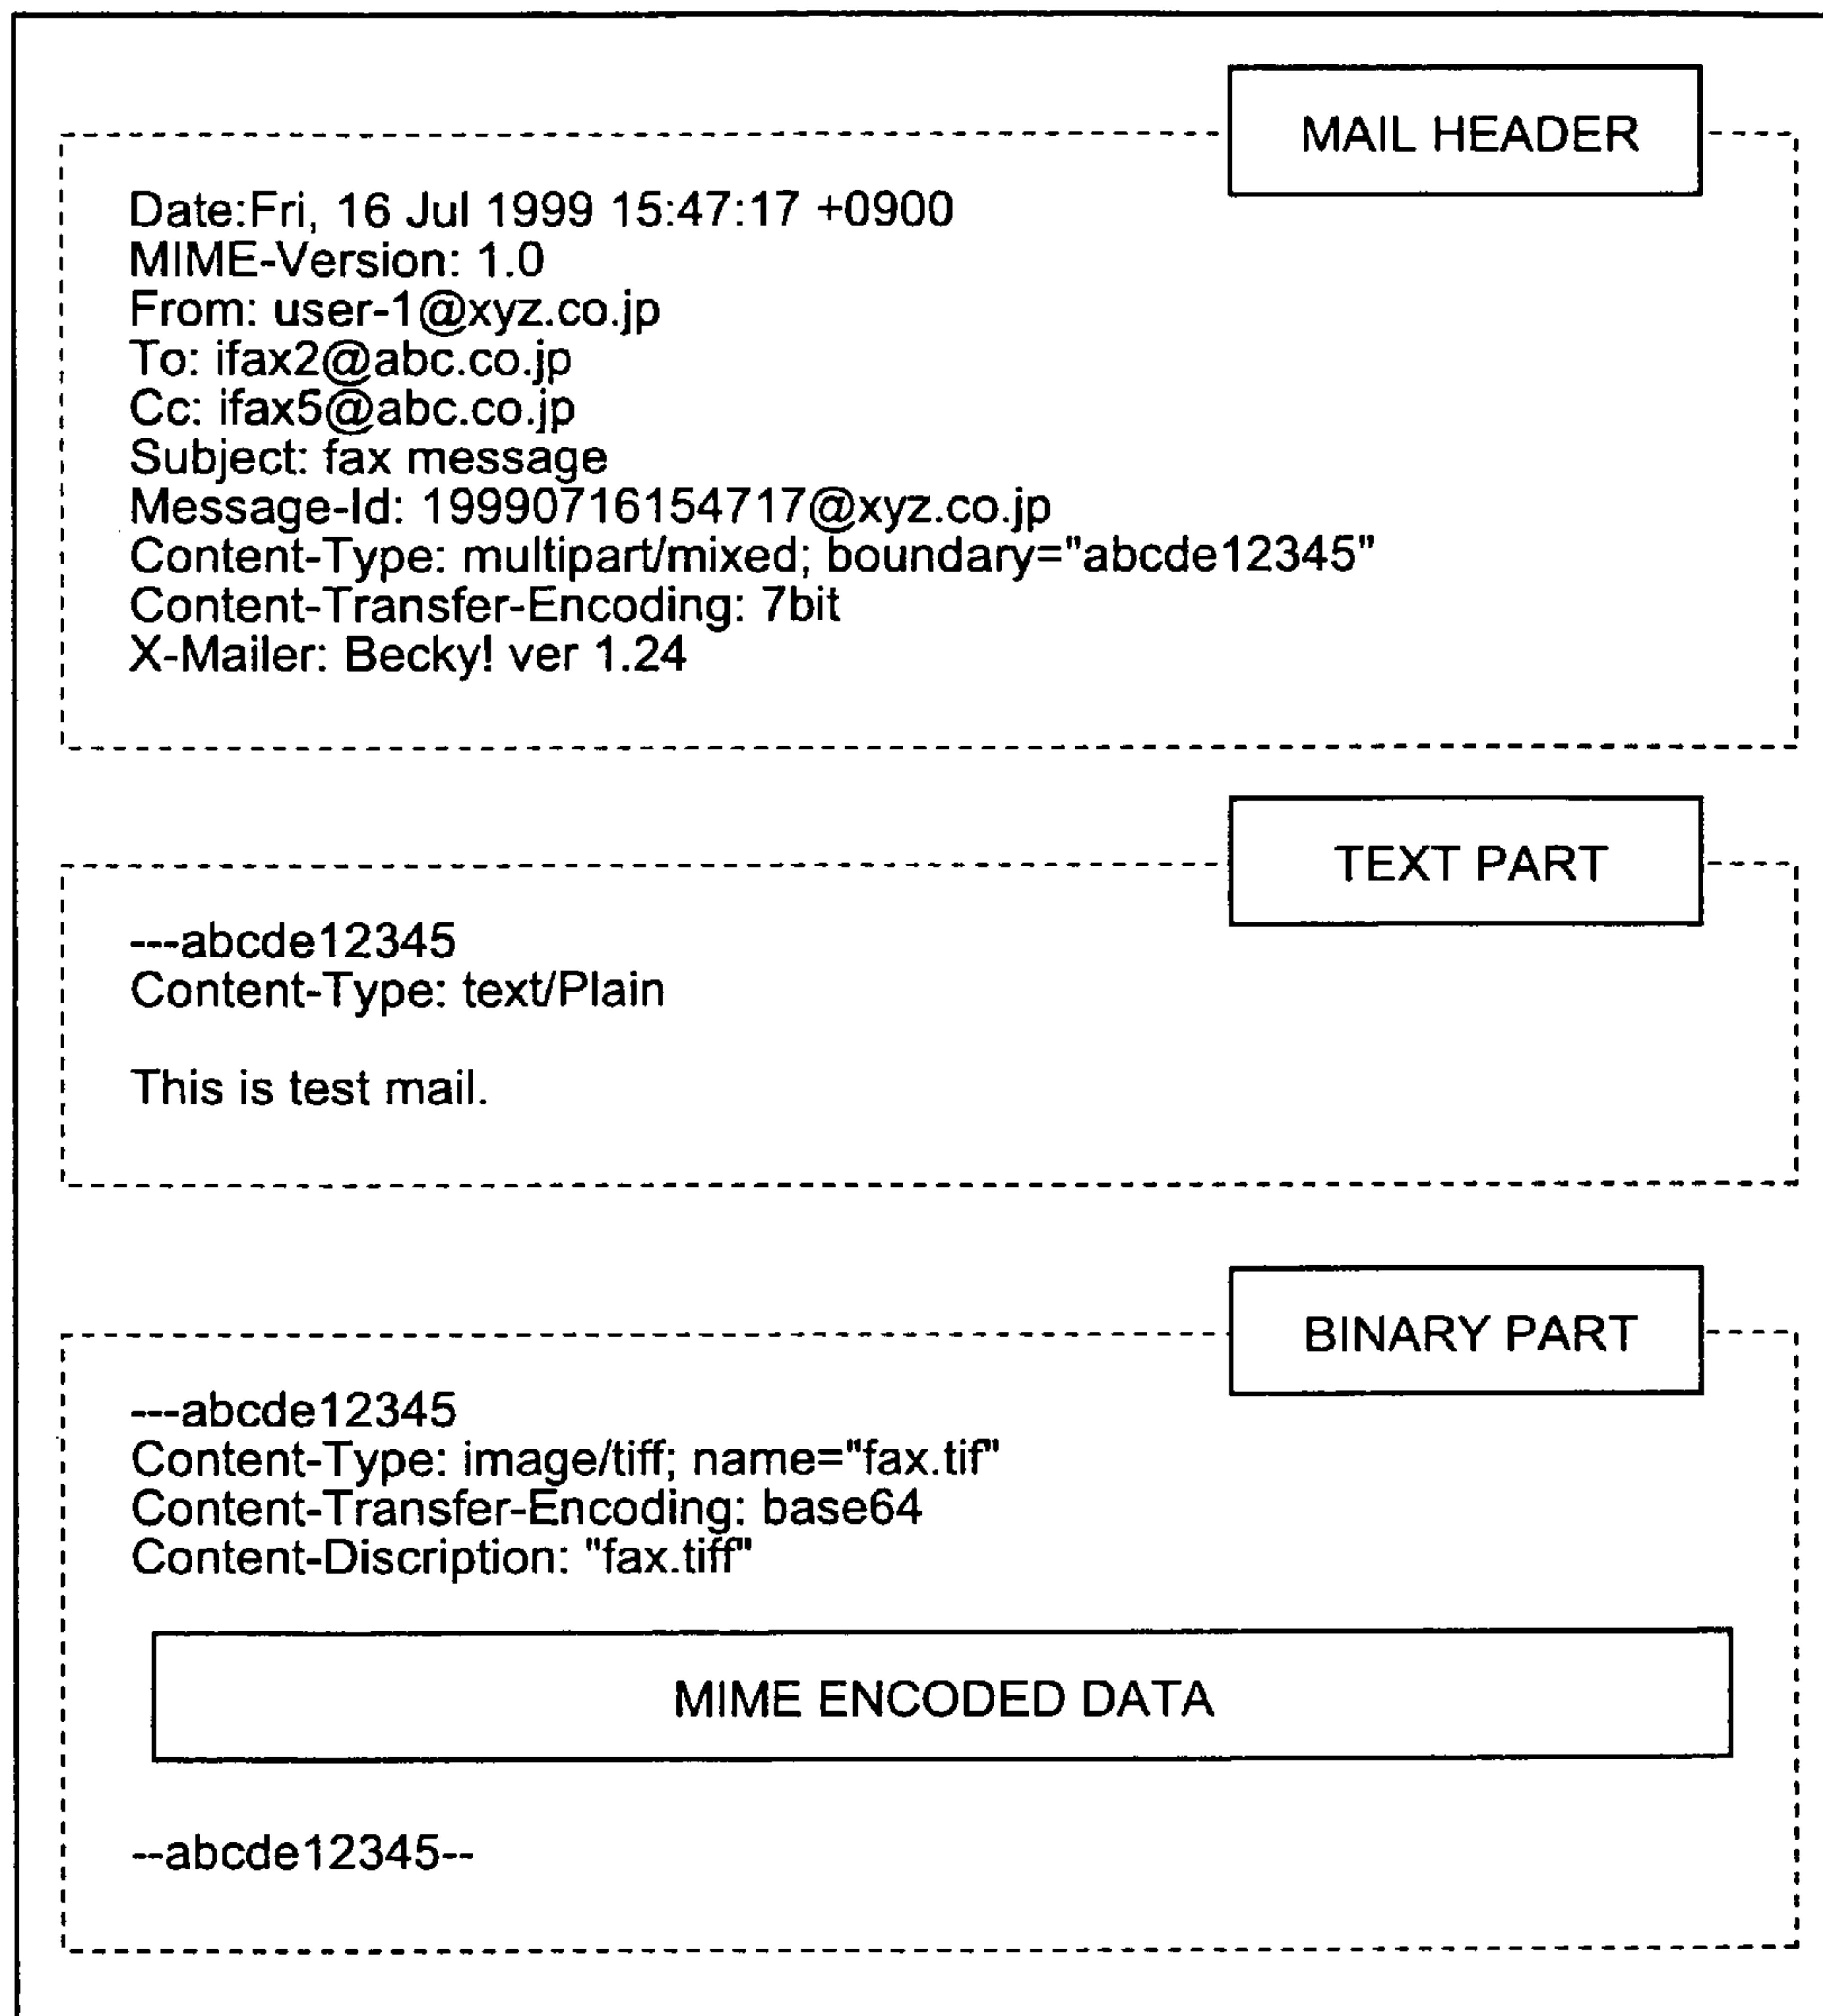 MAIL HEADER
Date:Fri, 16 Jul 1999 15:47:17 +0900
MIME-Version: 1.0
From: user-1@xyz.co.jp
To: ifax2@abc.co.jp
Cc: ifax5@abc.co.jp
Subject: fax message
Message-Id: 19990716154717@xyz.co.jp
Content-Type: multipart/mixed; boundary="abcde12345"
Content-Transfer-Encoding: 7bit
X-Mailer: Becky! ver 1.24
TEXT PART
---abcde12345
Content-Type: text/Plain
This is test mail.
BINARY PART
---abcde12345
Content-Type: image/tiff; name="fax.tif"
Content-Transfer-Encoding: base64
Content-Discription: "fax.tiff"
MIME ENCODED DATA
--abcde12345--